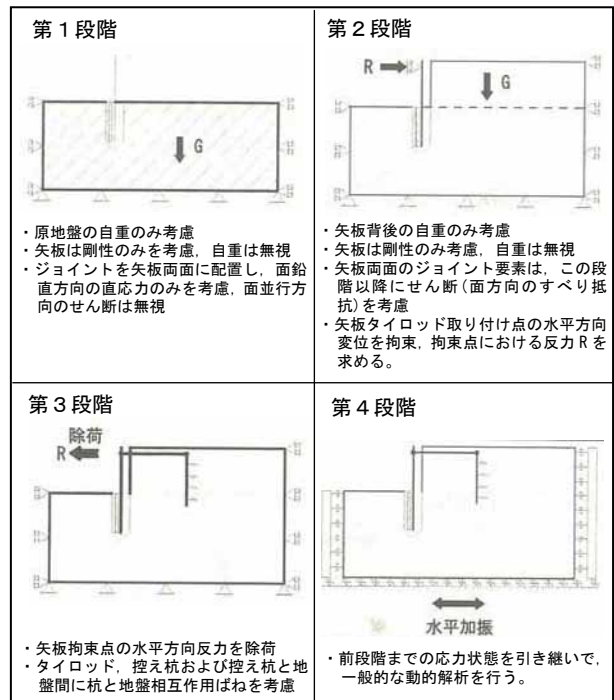 第１段階
G
・原地盤の自重のみ考慮
・矢板は剛性のみを考慮，自重は無視
・ジョイントを矢板両面に配置し，面鉛
直方向の直応力のみを考慮，面並行方
向のせん断は無視
第２段階
R
G
・矢板背後の自重のみ考慮
・矢板は剛性のみ考慮，自重は無視
・矢板両面のジョイント要素は，この段
階以降にせん断(面方向のすべり抵
抗)を考慮
・矢板タイロッド取り付け点の水平方向
変位を拘束，拘束点における反力Rを
求める。
第３段階
除荷
R
・矢板拘束点の水平方向反力を除荷
・タイロッド，控え杭および控え杭と地
盤間に杭と地盤相互作用ばねを考慮
第４段階
水平加振
・前段階までの応力状態を引き継いで，
一般的な動的解析を行う。